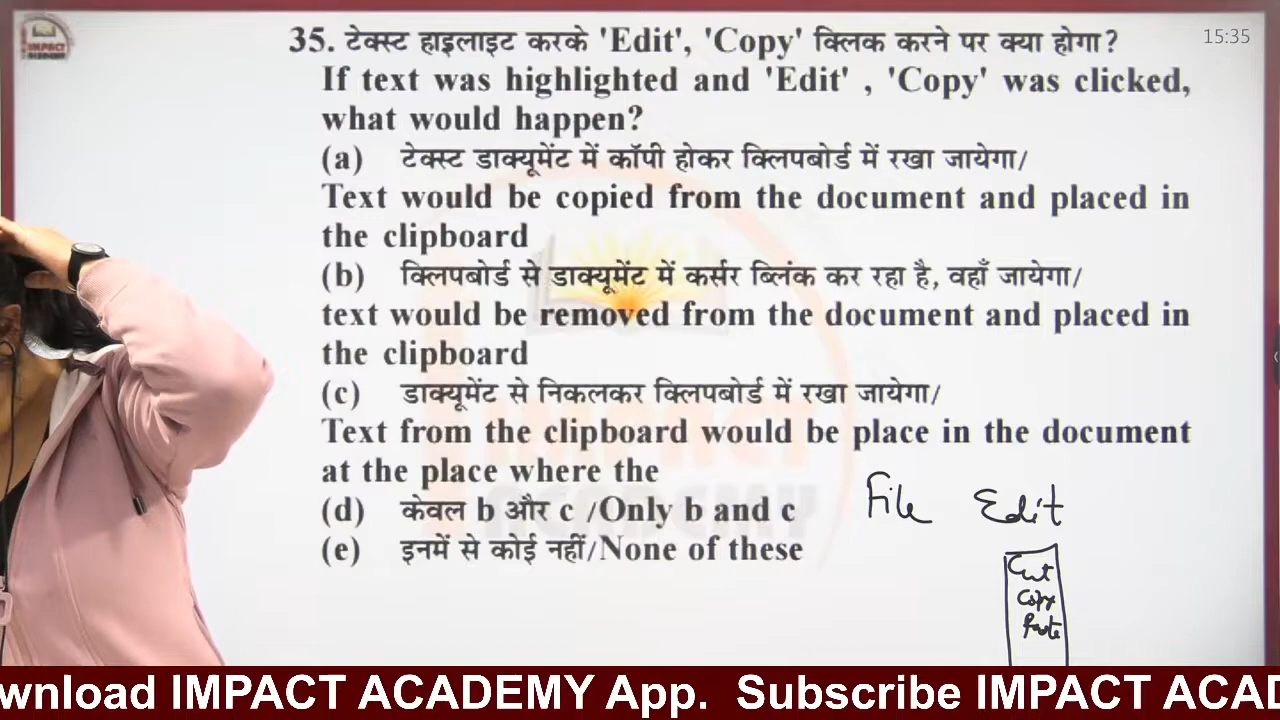 IMPACT
ACADEMY
15:35
35. टेक्स्ट हाइलाइट करके 'Edit', 'Copy' क्लिक करने पर क्या होगा?
If text was highlighted and 'Edit' , 'Copy' was clicked,
what would happen?
(a) टेक्स्ट डाक्यूमेंट में कॉपी होकर क्लिपबोर्ड में रखा जायेगा/
Text would be copied from the document and placed in
the clipboard
(b) क्लिपबोर्ड से डाक्यूमेंट में कर्सर ब्लिंक कर रहा है, वहाँ जायेगा/
text would be removed from the document and placed in
the clipboard
(c) डाक्यूमेंट से निकलकर क्लिपबोर्ड में रखा जायेगा/
Text from the clipboard would be place in the document
at the place where the
(d) केवल b और c /Only b and c
(e) इनमें से कोई नहीं/None of these
IMPACT
ACADEMY
File Edit
Cut
Copy
Paste
wnload IMPACT ACADEMY App. Subscribe IMPACT ACAD